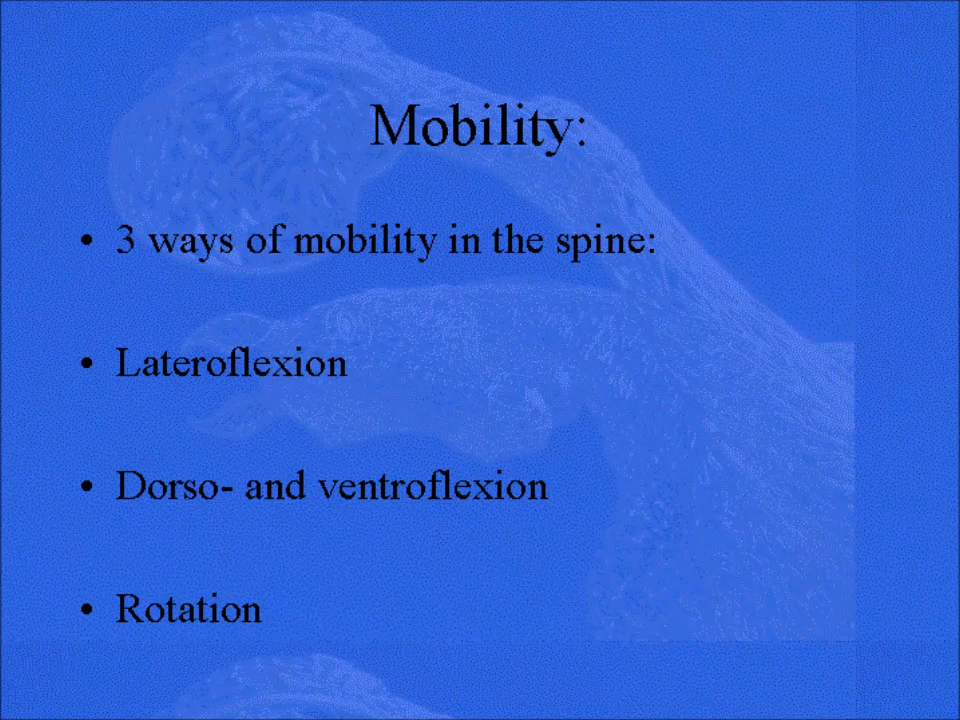 Mobility:
• 3 ways of mobility in the spine:
• Lateroflexion
• Dorso- and ventroflexion
• Rotation